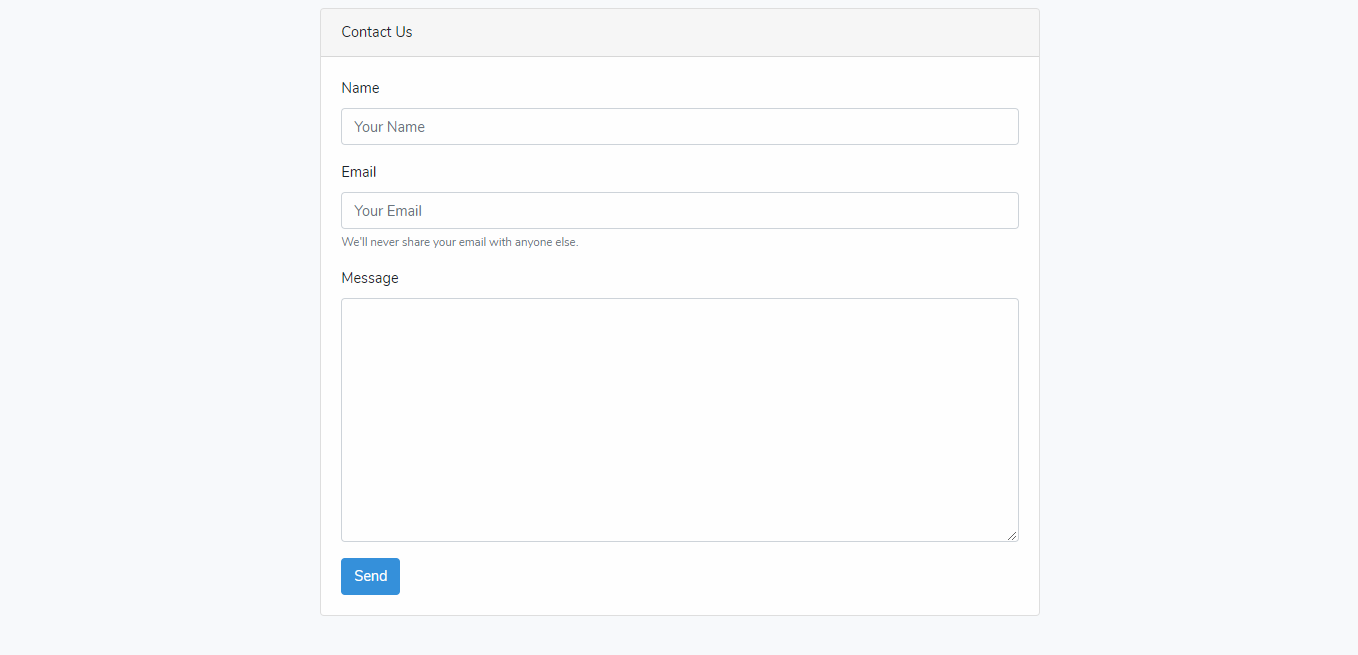 Contact Us
Name
Your Name
Email
Your Email
We'll never share your email with anyone else.
Message
Send